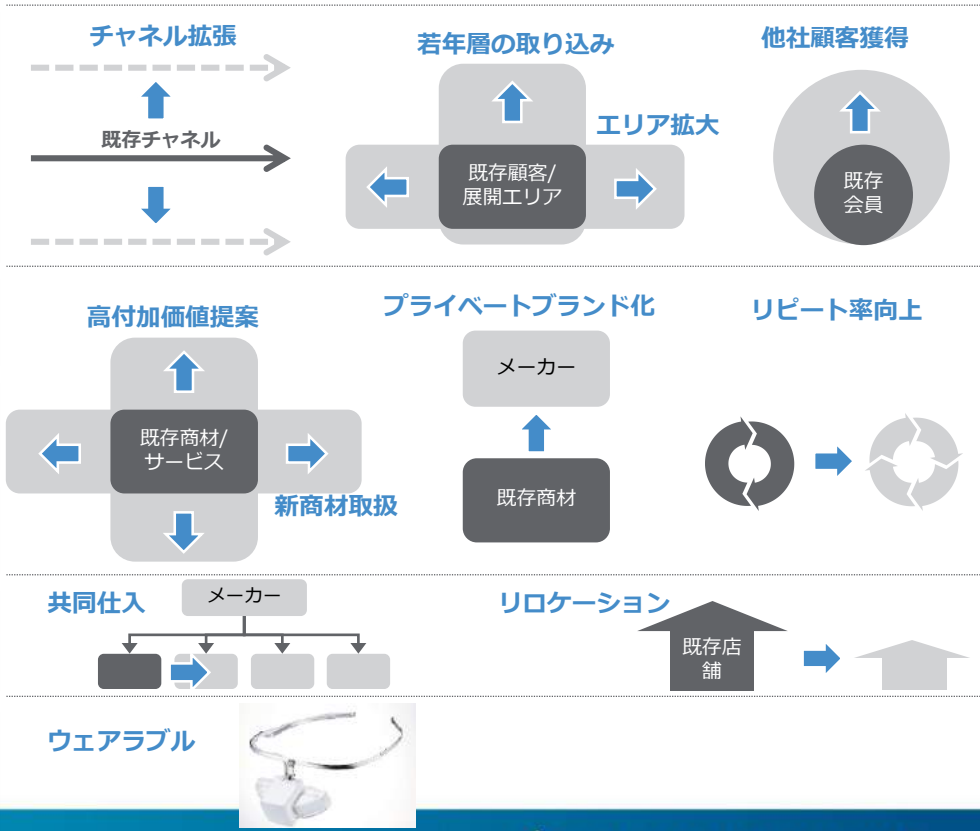 チャネル拡張
既存チャネル
若年層の取り込み
エリア拡大
既存顧客/
展開エリア
他社顧客獲得
既存
会員
高付加価値提案
既存商材/
サービス
新商材取扱
プライベートブランド化
メーカー
既存商材
リピート率向上
共同仕入
メーカー
リロケーション
既存店
舗
ウェアラブル